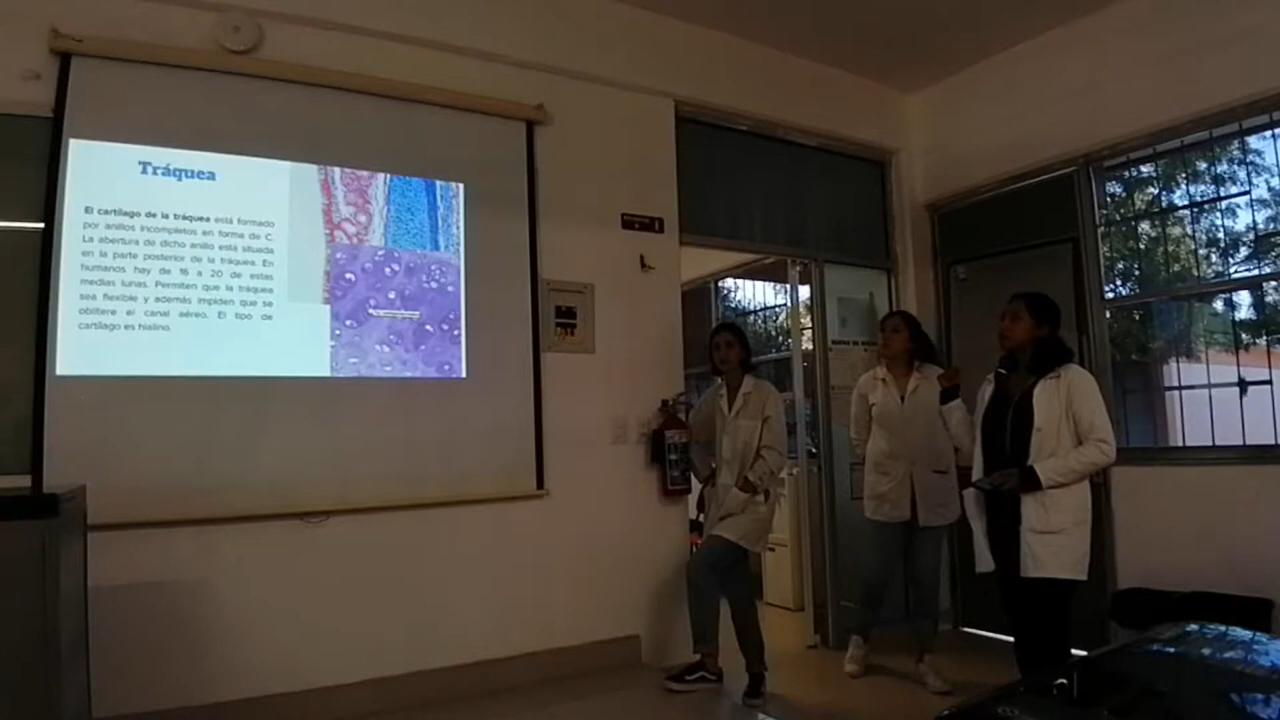 Tráquea
El cartílago de la tráquea está formado
por anillos incompletos en forma de C.
La abertura de dicho anillo está situada
en la parte posterior de la tráquea. En
humanos hay de 16 a 20 de estas
medias lunas. Permiten que la tráquea
sea flexible y además impiden que se
oblitere el canal aéreo. El tipo de
cartílago es hialino.